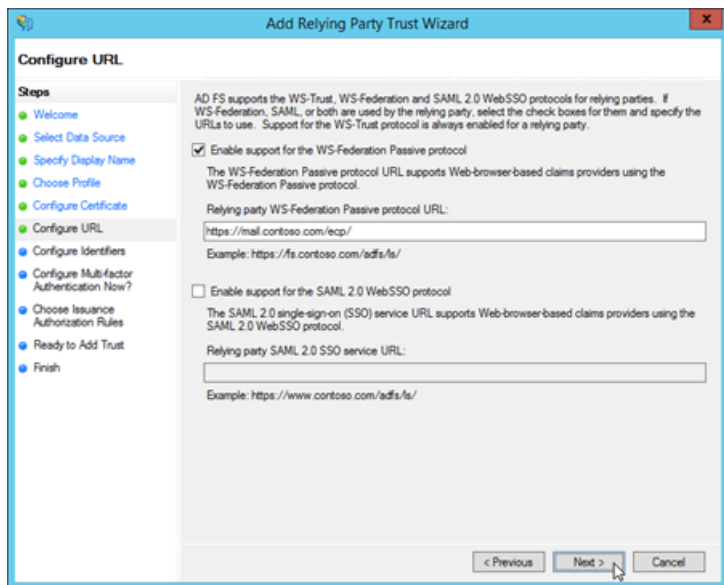 Add Relying Party Trust Wizard
x
Configure URL
Steps
Welcome
Select Data Source
Specify Display Name
Choose Profile
Configure Certificate
Configure URL
Configure Identifiers
Configure Multi-factor
Authentication Now?
Choose Issuance
Authorization Rules
Ready to Add Trust
Finish
AD FS supports the WS-Trust, WS-Federation and SAML 2.0 WebSSO protocols for relying parties. If
WS-Federation, SAML, or both are used by the relying party, select the check boxes for them and specify the
URLs to use. Support for the WS-Trust protocol is always enabled for a relying party.
Enable support for the WS-Federation Passive protocol
The WS-Federation Passive protocol URL supports Web-browser-based claims providers using the
WS-Federation Passive protocol.
Relying party WS-Federation Passive protocol URL:
https://mail.contoso.com/ecp/
Example: https://fs.contoso.com/adfs/ls/
Enable support for the SAML 2.0 WebSSO protocol
The SAML 2.0 single-sign-on (SSO) service URL supports Web-browser-based claims providers using the
SAML 2.0 WebSSO protocol.
Relying party SAML 2.0 SSO service URL:
Example: https://www.contoso.com/adfs/ls/
< Previous
Next >
Cancel